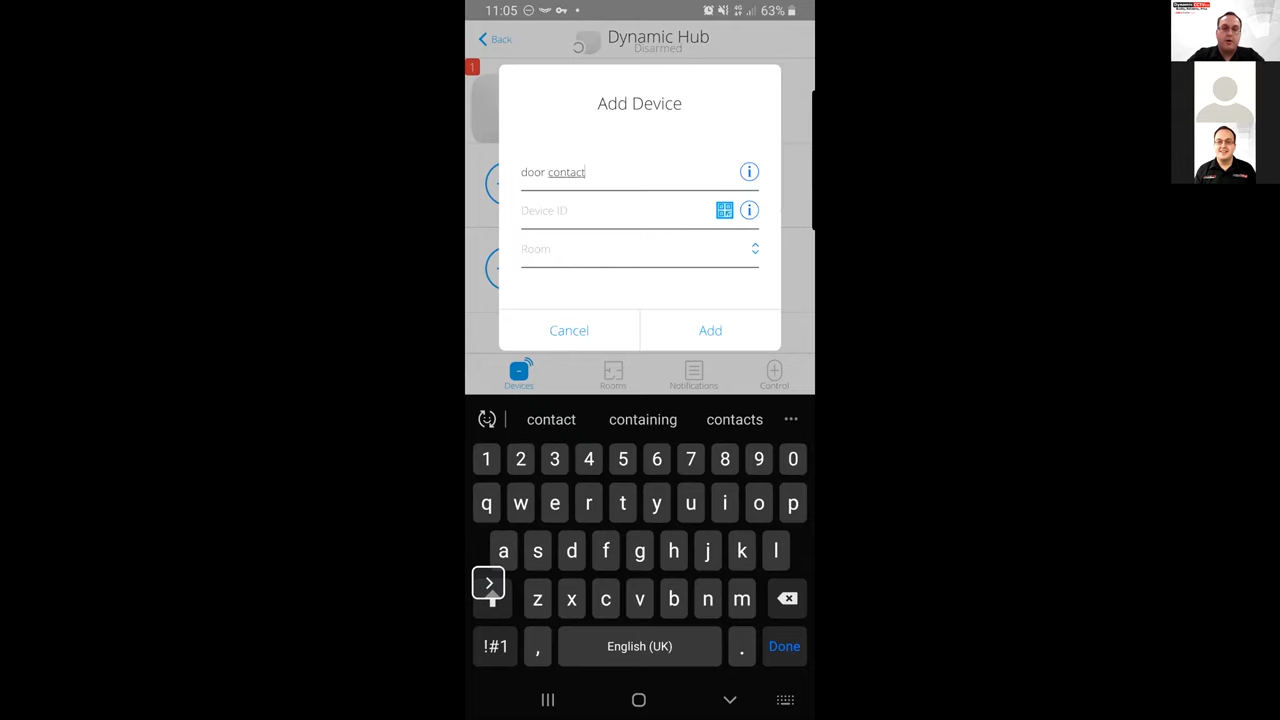 11:05
63%
Back
Dynamic Hub
Disarmed
1
Add Device
door contact
Device ID
Room
Cancel
Add
Devices
Rooms
Notifications
Control
contact containing contacts
1 2 3 4 5 6 7 8 9 0
q w e r t y u i o p
a s d f g h j k l
z x c v b n m
!#1 , English (UK) . Done